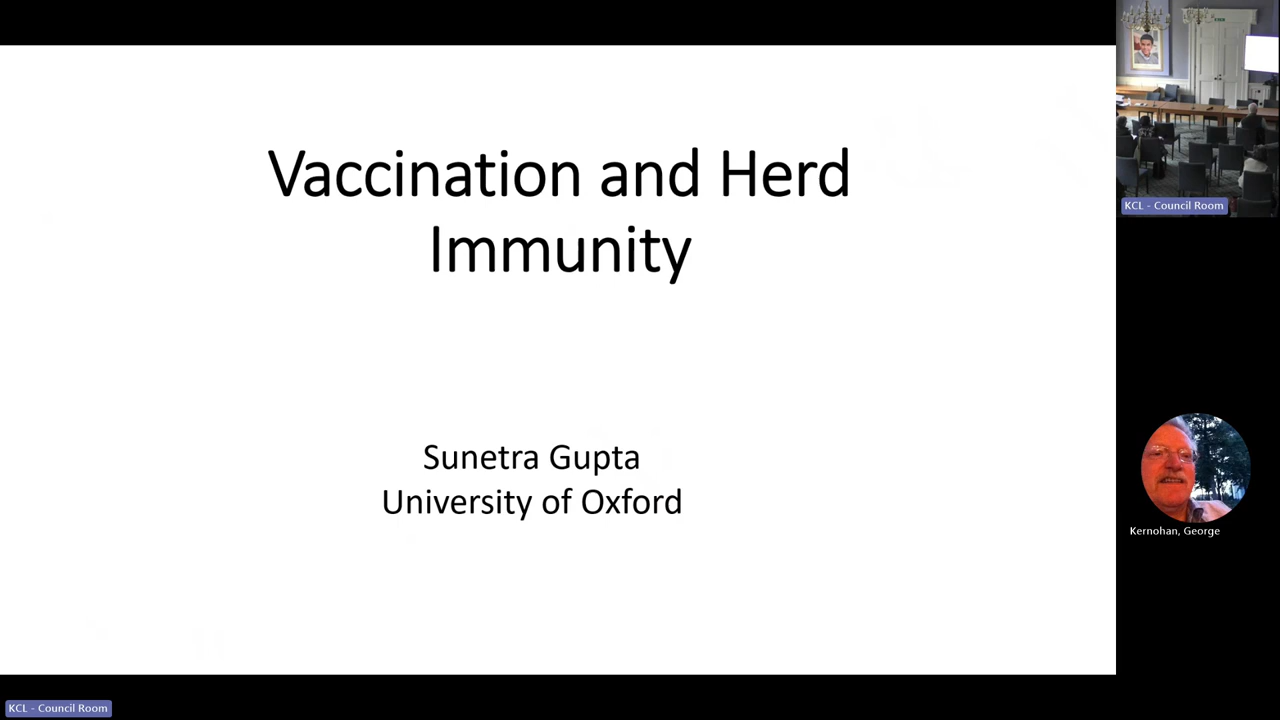 Vaccination and Herd
Immunity
Sunetra Gupta
University of Oxford
KCL - Council Room
Kernohan, George
KCL - Council Room